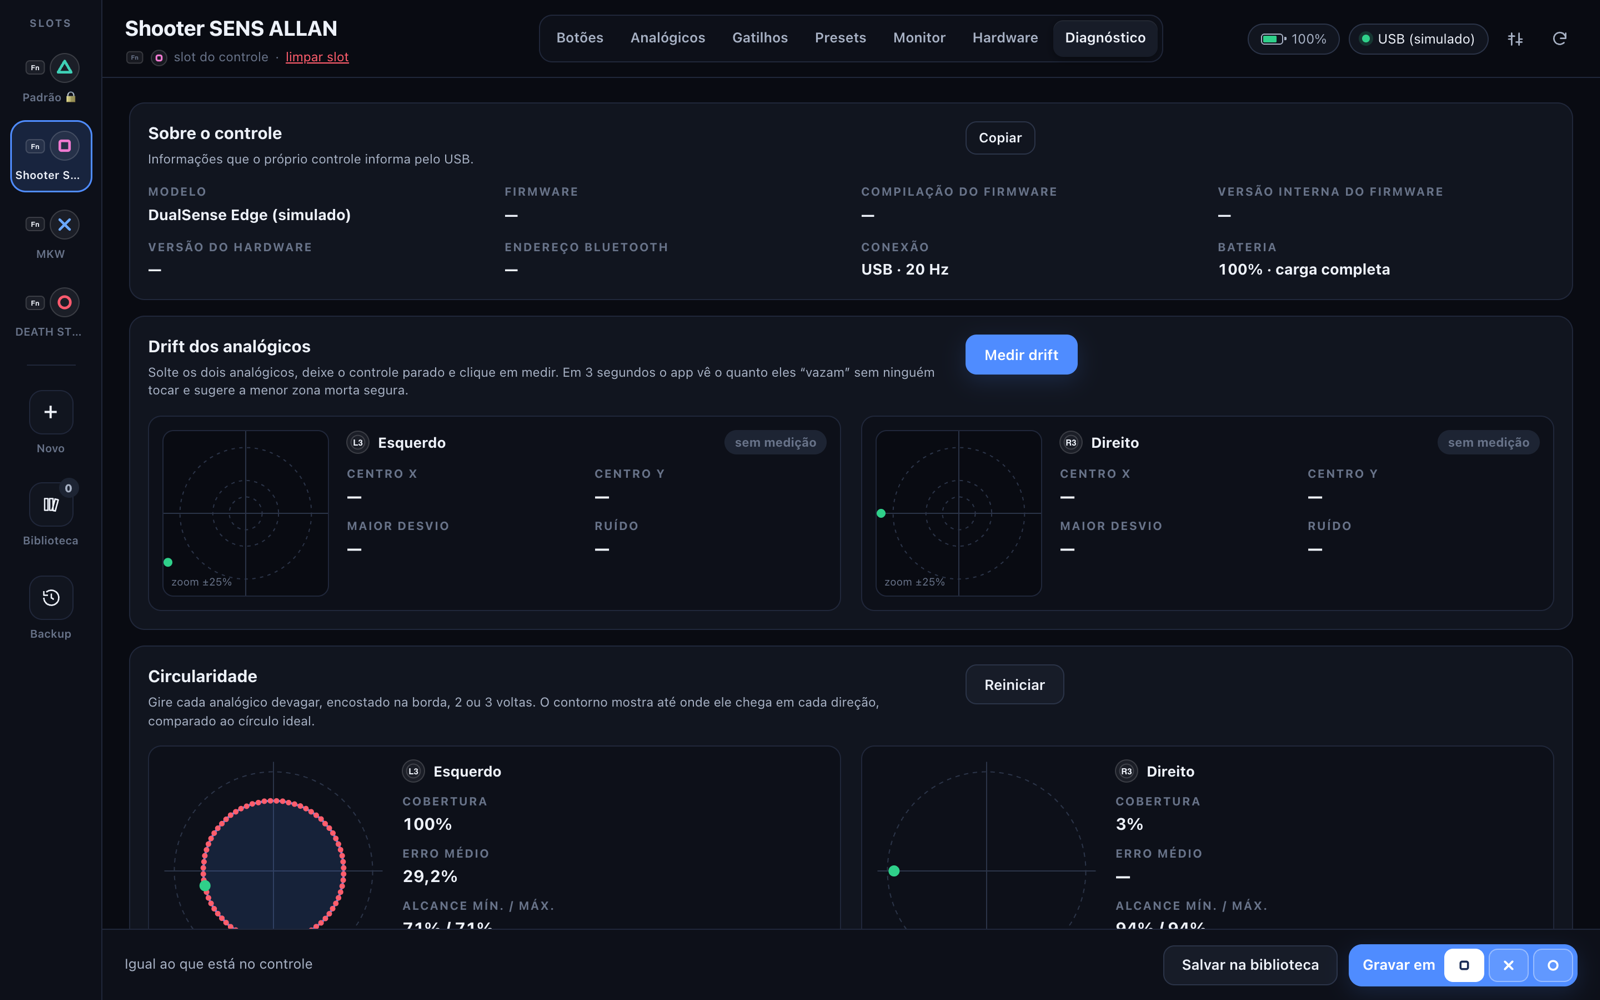 SLOTS
Fn
Padrão
Fn
Shooter S...
Fn
MKW
Fn
DEATH ST...
Novo
0
Biblioteca
Backup
Shooter SENS ALLAN
Fn slot do controle · limpar slot
Botões Analógicos Gatilhos Presets Monitor Hardware Diagnóstico
100% USB (simulado)
Sobre o controle
Copiar
Informações que o próprio controle informa pelo USB.
MODELO FIRMWARE COMPILAÇÃO DO FIRMWARE VERSÃO INTERNA DO FIRMWARE
DualSense Edge (simulado) — — —
VERSÃO DO HARDWARE ENDEREÇO BLUETOOTH CONEXÃO BATERIA
— — USB · 20 Hz 100% · carga completa
Drift dos analógicos
Medir drift
Solte os dois analógicos, deixe o controle parado e clique em medir. Em 3 segundos o app vê o quanto eles “vazam” sem ninguém
tocar e sugere a menor zona morta segura.
L3 Esquerdo sem medição
CENTRO X CENTRO Y
— —
MAIOR DESVIO RUÍDO
— —
zoom ±25%
R3 Direito sem medição
CENTRO X CENTRO Y
— —
MAIOR DESVIO RUÍDO
— —
zoom ±25%
Circularidade
Reiniciar
Gire cada analógico devagar, encostado na borda, 2 ou 3 voltas. O contorno mostra até onde ele chega em cada direção,
comparado ao círculo ideal.
L3 Esquerdo
COBERTURA
100%
ERRO MÉDIO
29,2%
ALCANCE MÍN. / MÁX.
71% / 71%
R3 Direito
COBERTURA
3%
ERRO MÉDIO
—
ALCANCE MÍN. / MÁX.
94% / 94%
Igual ao que está no controle
Salvar na biblioteca
Gravar em